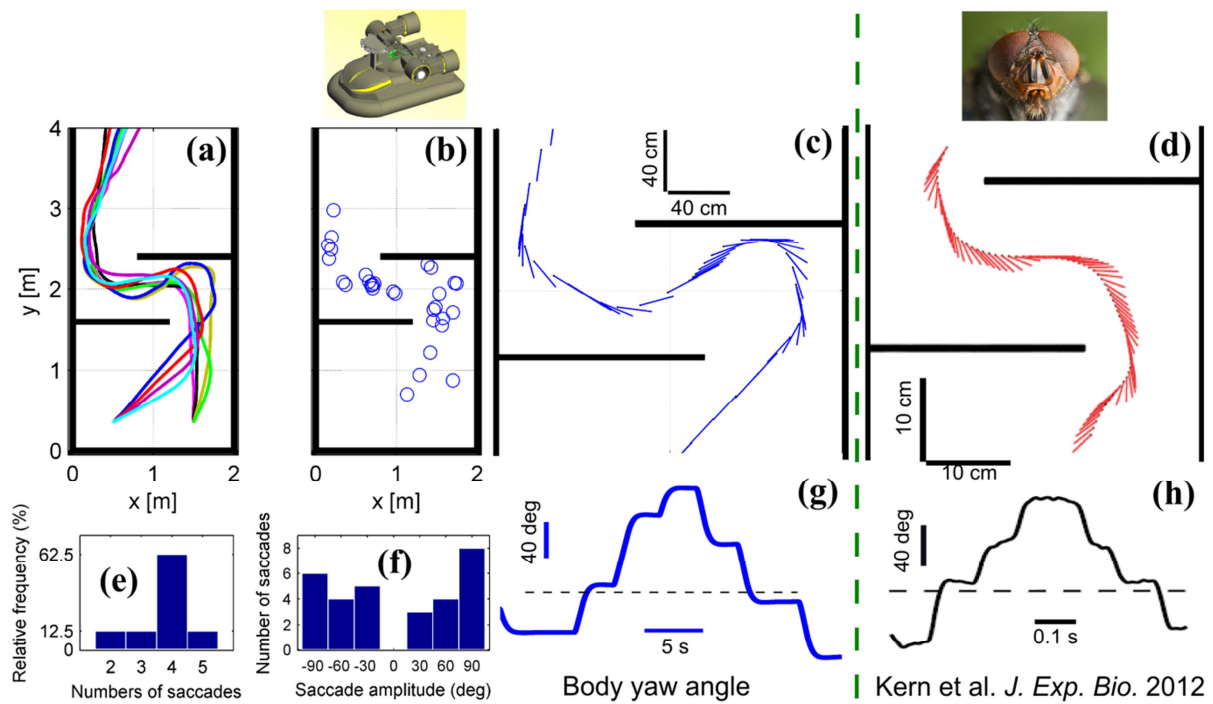 (a)
4
3
2
1
0
y [m]
0 1 2
x [m]
(b)
0 1 2
x [m]
(c)
40 cm
40 cm
(d)
10 cm
10 cm
(e)
Relative frequency (%)
62.5
12.5
0
2 3 4 5
Numbers of saccades
(f)
Number of saccades
8
6
4
2
0
-90 -60 -30 0 30 60 90
Saccade amplitude (deg)
(g)
40 deg
5 s
Body yaw angle
(h)
40 deg
0.1 s
Kern et al. J. Exp. Bio. 2012